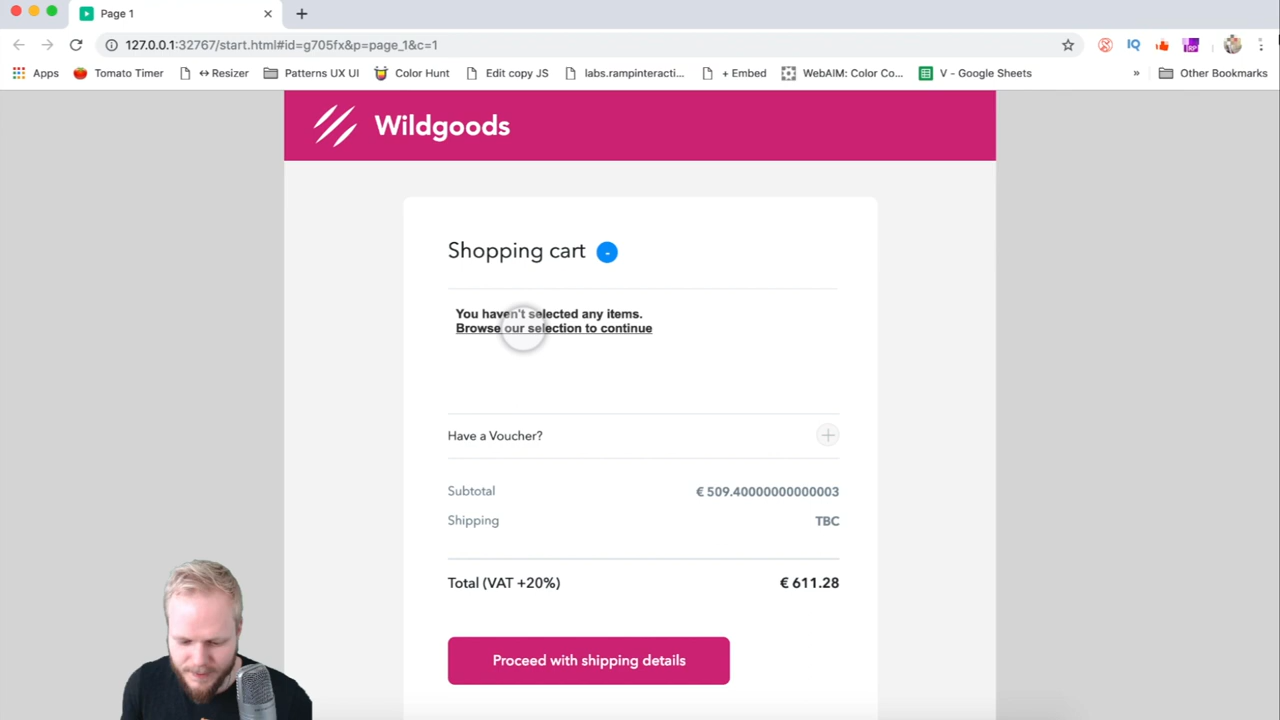 Page 1
127.0.0.1:32767/start.html#id=g705fx&p=page_1&c=1
IQ
RP
Apps
Tomato Timer
↔ Resizer
Patterns UX UI
Color Hunt
Edit copy JS
labs.rampinteracti...
+ Embed
WebAIM: Color Co...
V - Google Sheets
»
Other Bookmarks
Wildgoods
Shopping cart -
You haven't selected any items.
Browse our selection to continue
Have a Voucher?
Subtotal € 509.40000000000003
Shipping TBC
Total (VAT +20%) € 611.28
Proceed with shipping details